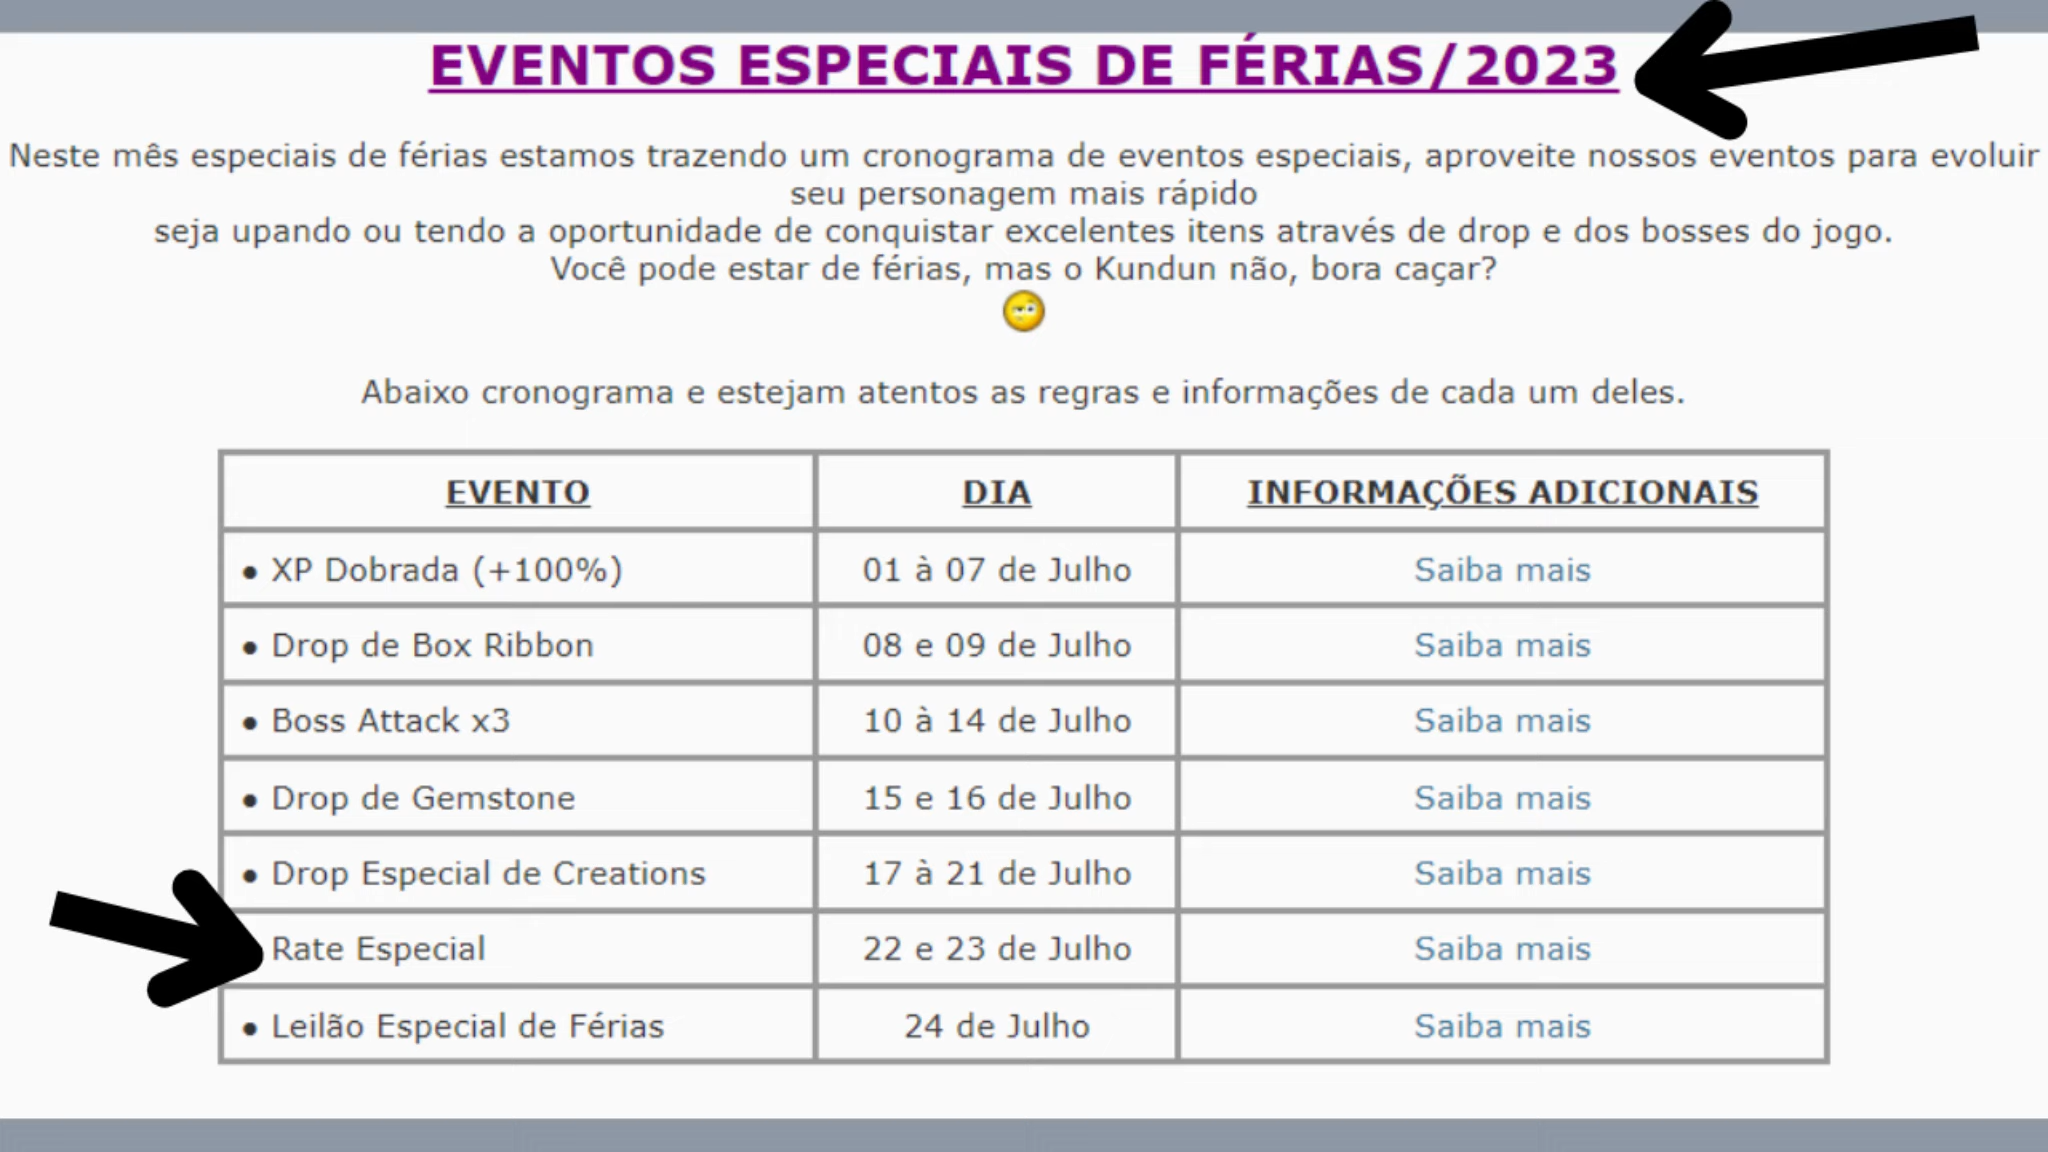 EVENTOS ESPECIAIS DE FÉRIAS/2023
Neste mês especiais de férias estamos trazendo um cronograma de eventos especiais, aproveite nossos eventos para evoluir
seu personagem mais rápido
seja upando ou tendo a oportunidade de conquistar excelentes itens através de drop e dos bosses do jogo.
Você pode estar de férias, mas o Kundun não, bora caçar?
Abaixo cronograma e estejam atentos as regras e informações de cada um deles.
EVENTO DIA INFORMAÇÕES ADICIONAIS
• XP Dobrada (+100%) 01 à 07 de Julho Saiba mais
• Drop de Box Ribbon 08 e 09 de Julho Saiba mais
• Boss Attack x3 10 à 14 de Julho Saiba mais
• Drop de Gemstone 15 e 16 de Julho Saiba mais
• Drop Especial de Creations 17 à 21 de Julho Saiba mais
Rate Especial 22 e 23 de Julho Saiba mais
• Leilão Especial de Férias 24 de Julho Saiba mais